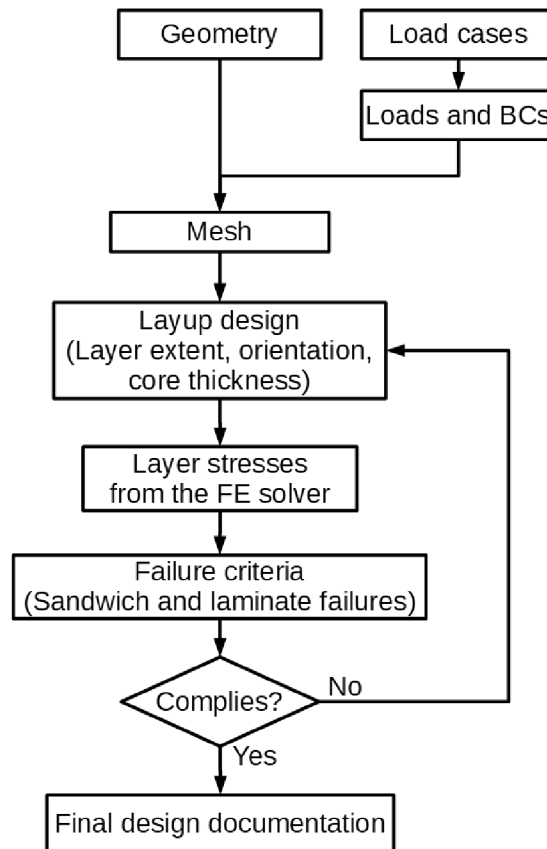 Geometry
Load cases
Loads and BCs
Mesh
Layup design
(Layer extent, orientation,
core thickness)
Layer stresses
from the FE solver
Failure criteria
(Sandwich and laminate failures)
Complies?
No
Yes
Final design documentation